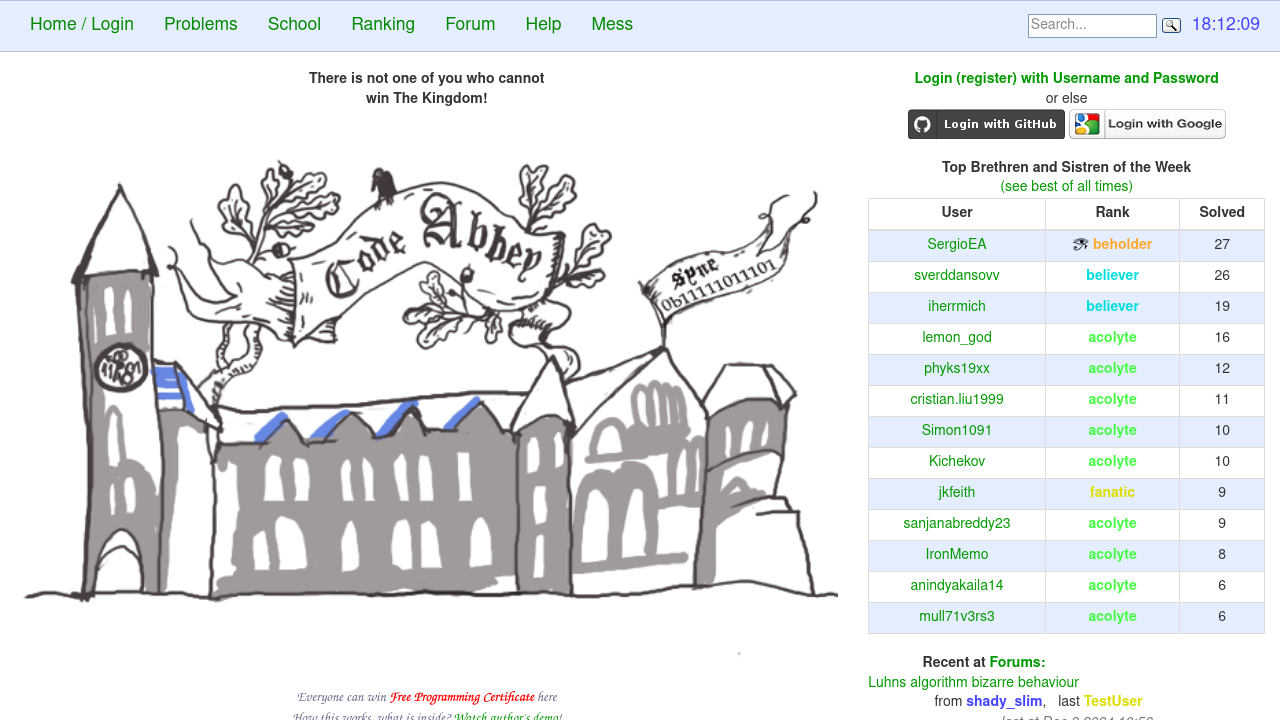 Home / Login Problems School Ranking Forum Help Mess Search... 18:12:09
There is not one of you who cannot
win The Kingdom!
Code Abbey
Sync
0b11111011101
Everyone can win Free Programming Certificate here
How this works, what is inside? Watch author's demo!
Login (register) with Username and Password
or else
Login with GitHub Login with Google
Top Brethren and Sistren of the Week
(see best of all times)
User Rank Solved
SergioEA beholder 27
sverddansovv believer 26
iherrmich believer 19
lemon_god acolyte 16
phyks19xx acolyte 12
cristian.liu1999 acolyte 11
Simon1091 acolyte 10
Kichekov acolyte 10
jkfeith fanatic 9
sanjanabreddy23 acolyte 9
IronMemo acolyte 8
anindyakaila14 acolyte 6
mull71v3rs3 acolyte 6
Recent at Forums:
Luhns algorithm bizarre behaviour
from shady_slim, last TestUser